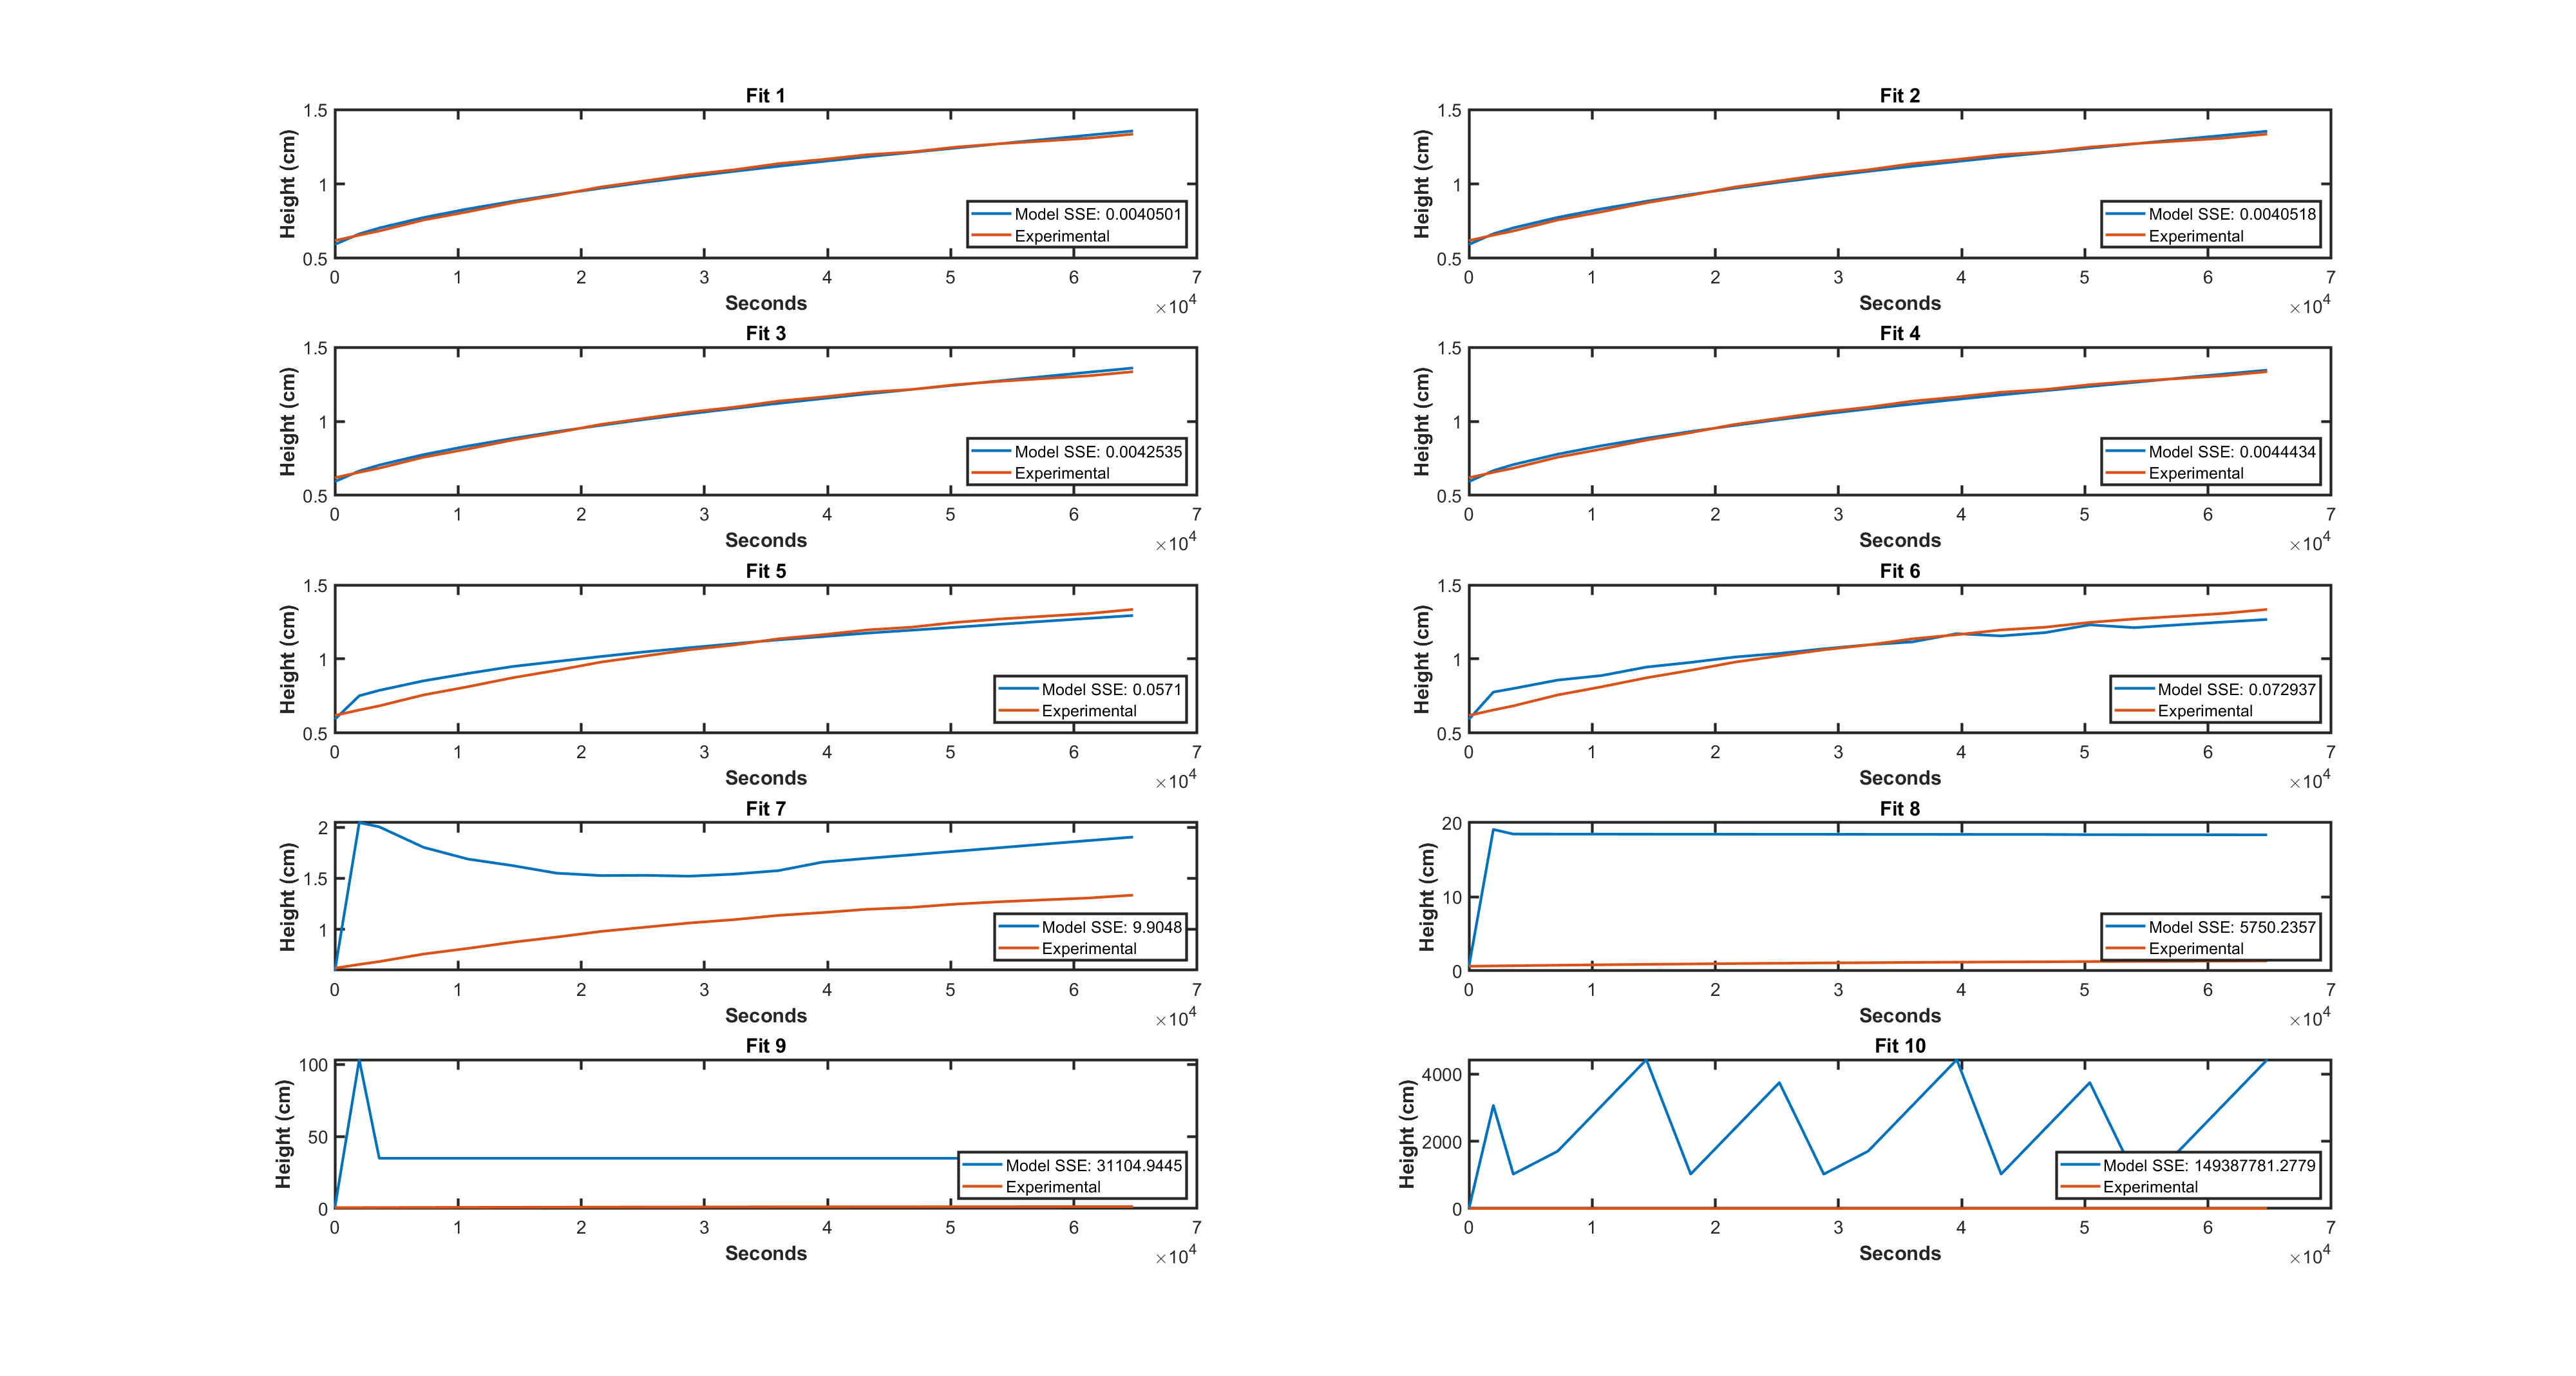 Fit 1
1.5
1
0.5
Height (cm)
Model SSE: 0.0040501
Experimental
0 1 2 3 4 5 6 7
Seconds
×10^4
Fit 2
1.5
1
0.5
Height (cm)
Model SSE: 0.0040518
Experimental
0 1 2 3 4 5 6 7
Seconds
×10^4
Fit 3
1.5
1
0.5
Height (cm)
Model SSE: 0.0042535
Experimental
0 1 2 3 4 5 6 7
Seconds
×10^4
Fit 4
1.5
1
0.5
Height (cm)
Model SSE: 0.0044434
Experimental
0 1 2 3 4 5 6 7
Seconds
×10^4
Fit 5
1.5
1
0.5
Height (cm)
Model SSE: 0.0571
Experimental
0 1 2 3 4 5 6 7
Seconds
×10^4
Fit 6
1.5
1
0.5
Height (cm)
Model SSE: 0.072937
Experimental
0 1 2 3 4 5 6 7
Seconds
×10^4
Fit 7
2
1.5
1
Height (cm)
Model SSE: 9.9048
Experimental
0 1 2 3 4 5 6 7
Seconds
×10^4
Fit 8
20
10
0
Height (cm)
Model SSE: 5750.2357
Experimental
0 1 2 3 4 5 6 7
Seconds
×10^4
Fit 9
100
50
0
Height (cm)
Model SSE: 31104.9445
Experimental
0 1 2 3 4 5 6 7
Seconds
×10^4
Fit 10
4000
2000
0
Height (cm)
Model SSE: 149387781.2779
Experimental
0 1 2 3 4 5 6 7
Seconds
×10^4